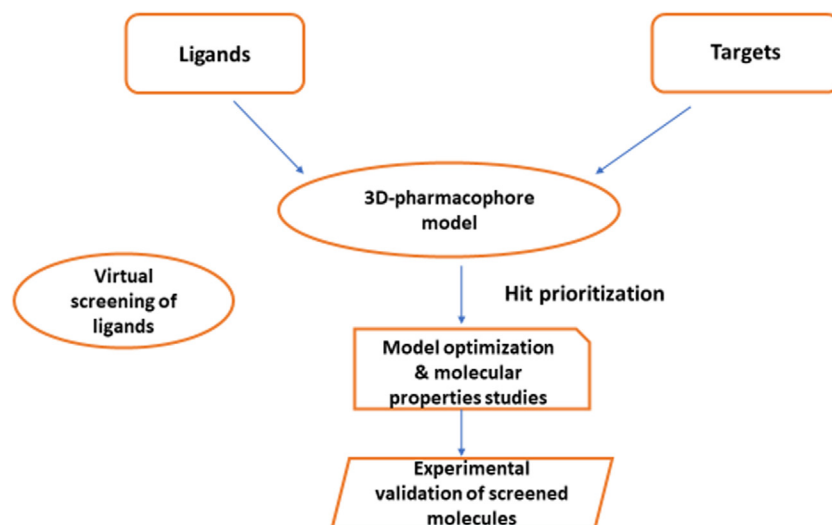 Ligands
Targets
3D-pharmacophore
model
Virtual
screening of
ligands
Hit prioritization
Model optimization
& molecular
properties studies
Experimental
validation of screened
molecules